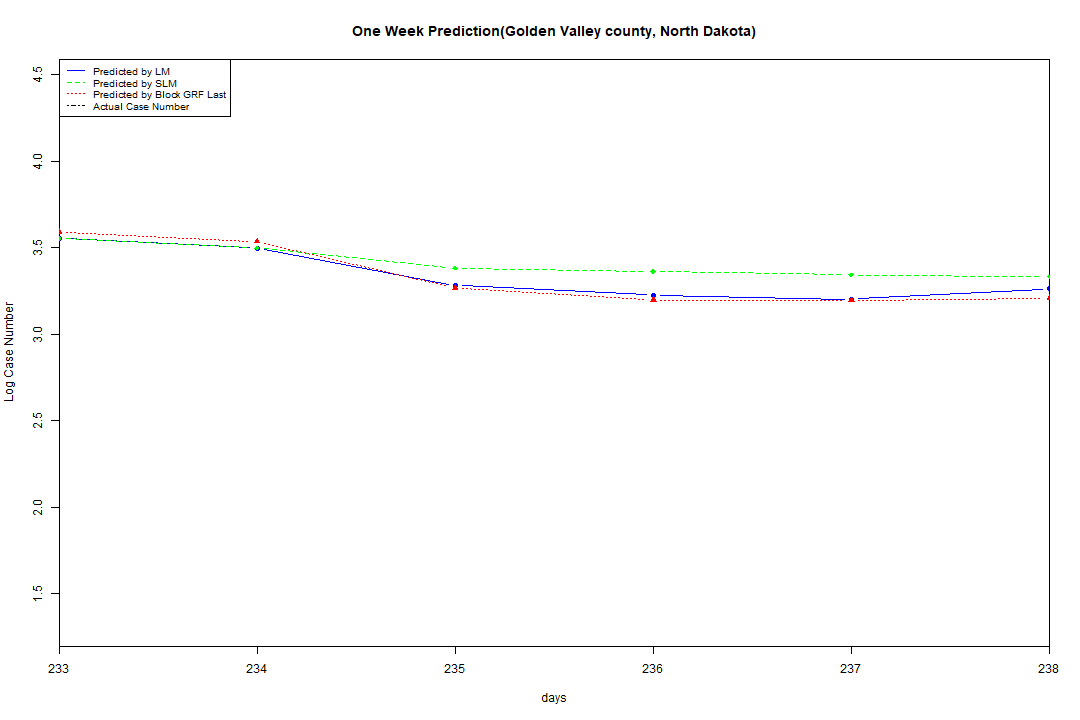 One Week Prediction(Golden Valley county, North Dakota)
Predicted by LM
Predicted by SLM
Predicted by Block GRF Last
Actual Case Number
4.5
4.0
3.5
3.0
2.5
2.0
1.5
Log Case Number
233 234 235 236 237 238
days